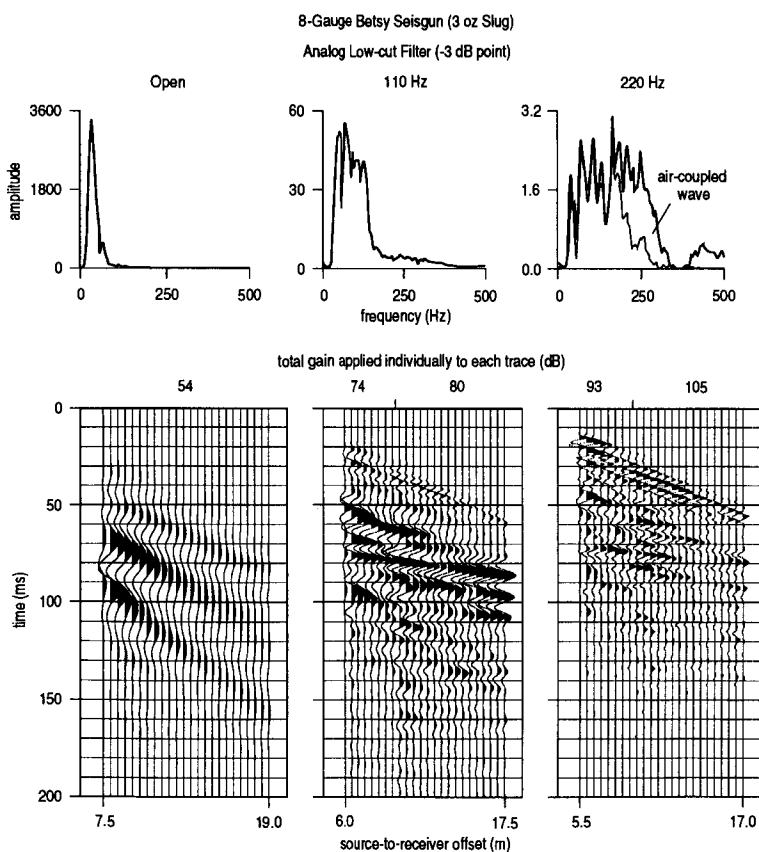 8-Gauge Betsy Seisgun (3 oz Slug)
Analog Low-cut Filter (-3 dB point)
Open
110 Hz
220 Hz
3600
1800
0
amplitude
0
250
500
60
30
0
0
250
500
frequency (Hz)
3.2
1.6
0.0
0
250
500
air-coupled
wave
total gain applied individually to each trace (dB)
54
74
80
93
105
0
50
100
150
200
time (ms)
7.5
19.0
6.0
17.5
5.5
17.0
source-to-receiver offset (m)